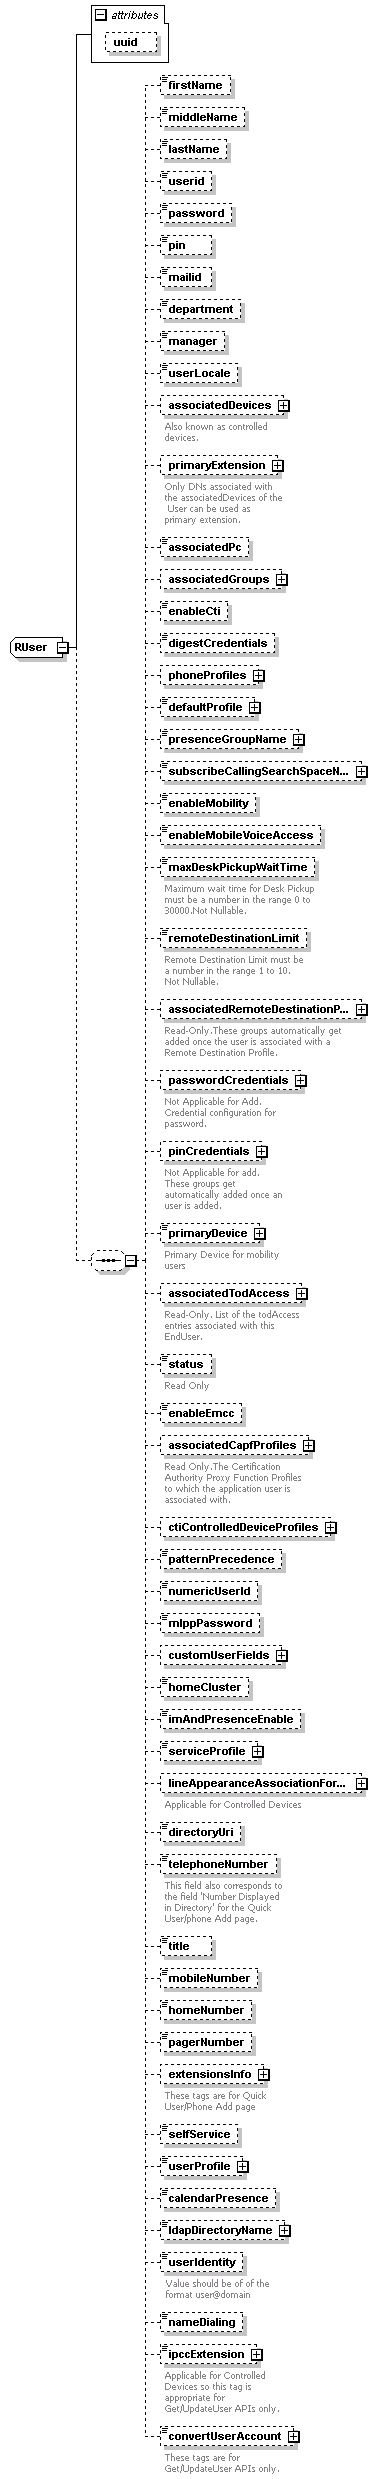 attributes
uuid
firstName
middleName
lastName
userid
password
pin
mailid
department
manager
userLocale
associatedDevices
Also known as controlled
devices.
primaryExtension
Only DNs associated with
the associatedDevices of the
User can be used as
primary extension.
associatedPc
associatedGroups
enableCti
RUser
digestCredentials
phoneProfiles
defaultProfile
presenceGroupName
subscribeCallingSearchSpaceN...
enableMobility
enableMobileVoiceAccess
maxDeskPickupWaitTime
Maximum wait time for Desk Pickup
must be a number in the range 0 to
30000.Not Nullable.
remoteDestinationLimit
Remote Destination Limit must be
a number in the range 1 to 10.
Not Nullable.
associatedRemoteDestinationP...
Read-Only.These groups automatically get
added once the user is associated with a
Remote Destination Profile.
passwordCredentials
Not Applicable for Add.
Credential configuration for
password.
pinCredentials
Not Applicable for add.
These groups get
automatically added once an
user is added.
primaryDevice
Primary Device for mobility
users
associatedTodAccess
Read-Only. List of the todAccess
entries associated with this
EndUser.
status
Read Only
enableEmcc
associatedCapfProfiles
Read Only.The Certification
Authority Proxy Function Profiles
to which the application user is
associated with.
ctiControlledDeviceProfiles
patternPrecedence
numericUserId
mlppPassword
customUserFields
homeCluster
imAndPresenceEnable
serviceProfile
lineAppearanceAssociationFor...
Applicable for Controlled Devices
directoryUri
telephoneNumber
This field also corresponds to
the field 'Number Displayed
in Directory' for the Quick
User/phone Add page.
title
mobileNumber
homeNumber
pagerNumber
extensionsInfo
These tags are for Quick
User/Phone Add page
selfService
userProfile
calendarPresence
ldapDirectoryName
userIdentity
Value should be of of the
format user@domain
nameDialing
ipccExtension
Applicable for Controlled
Devices so this tag is
appropriate for
Get/UpdateUser APIs only.
convertUserAccount
These tags are for
Get/UpdateUser APIs only.